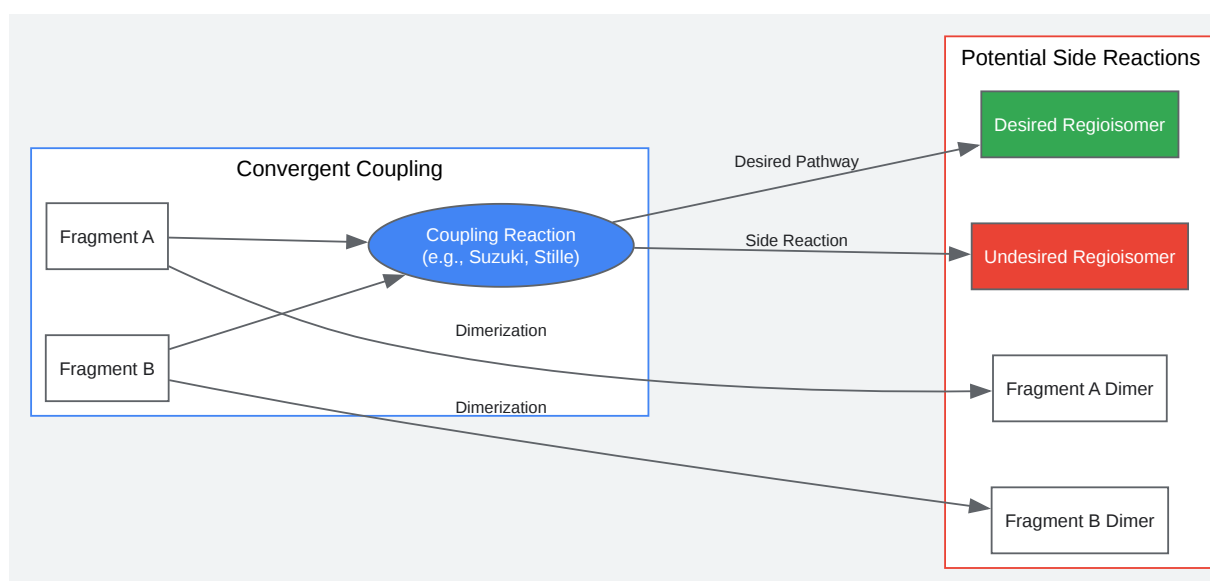 Potential Side Reactions
Desired Regioisomer
Convergent Coupling
Desired Pathway
Fragment A
Coupling Reaction
(e.g., Suzuki, Stille)
Side Reaction
Undesired Regioisomer
Dimerization
Fragment B
Fragment A Dimer
Dimerization
Fragment B Dimer